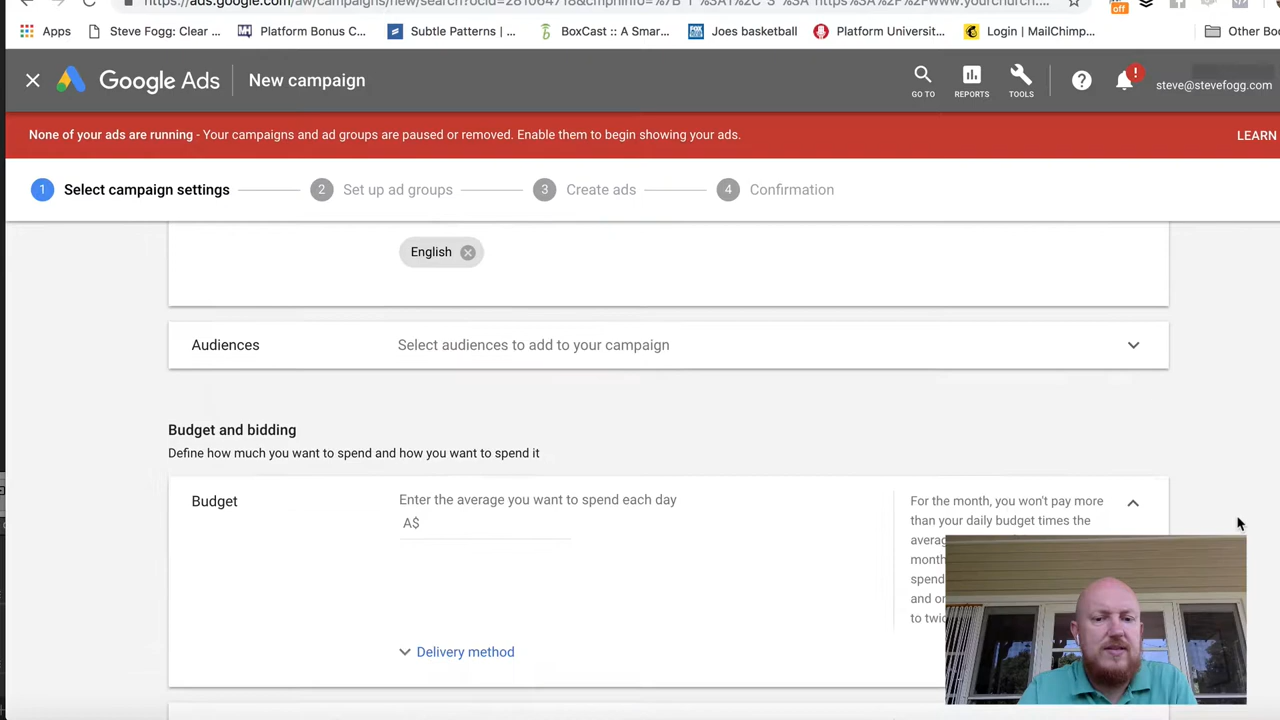 Apps
Steve Fogg: Clear ...
Platform Bonus C...
Subtle Patterns | ...
BoxCast :: A Smar...
Joes basketball
Platform Universit...
Login | MailChimp...
Other Boo
off
Google Ads
New campaign
GO TO
REPORTS
TOOLS
?
!
steve@stevefogg.com
None of your ads are running - Your campaigns and ad groups are paused or removed. Enable them to begin showing your ads.
LEARN
1 Select campaign settings
2 Set up ad groups
3 Create ads
4 Confirmation
English
Audiences
Select audiences to add to your campaign
Budget and bidding
Define how much you want to spend and how you want to spend it
Budget
Enter the average you want to spend each day
A$
Delivery method
For the month, you won't pay more
than your daily budget times the
month
spend
and
to